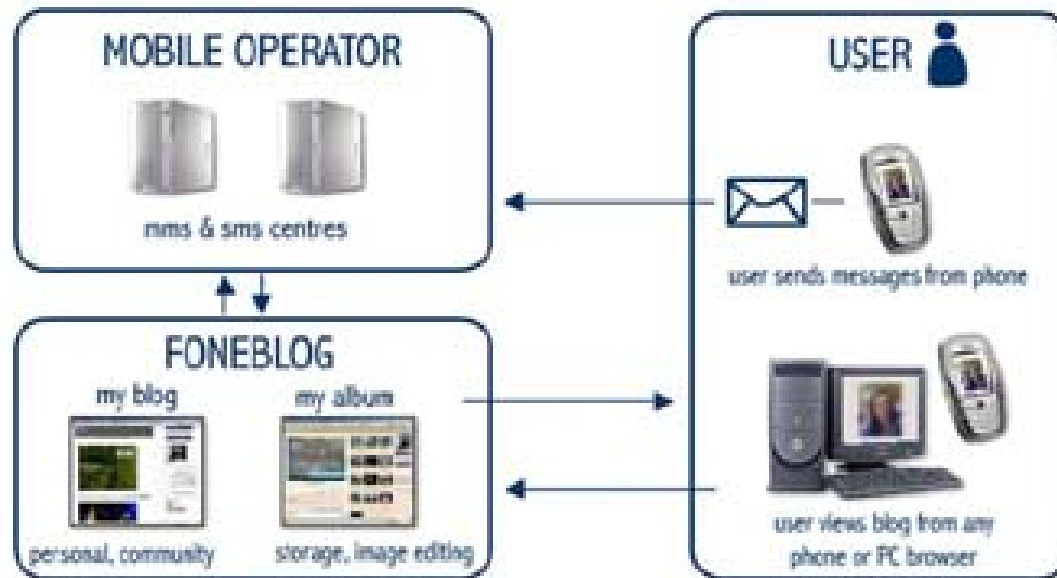 MOBILE OPERATOR
mms & sms centres
FONEBLOG
my blog
my album
personal, community
storage, image editing
USER
user sends messages from phone
user views blog from any
phone or PC browser